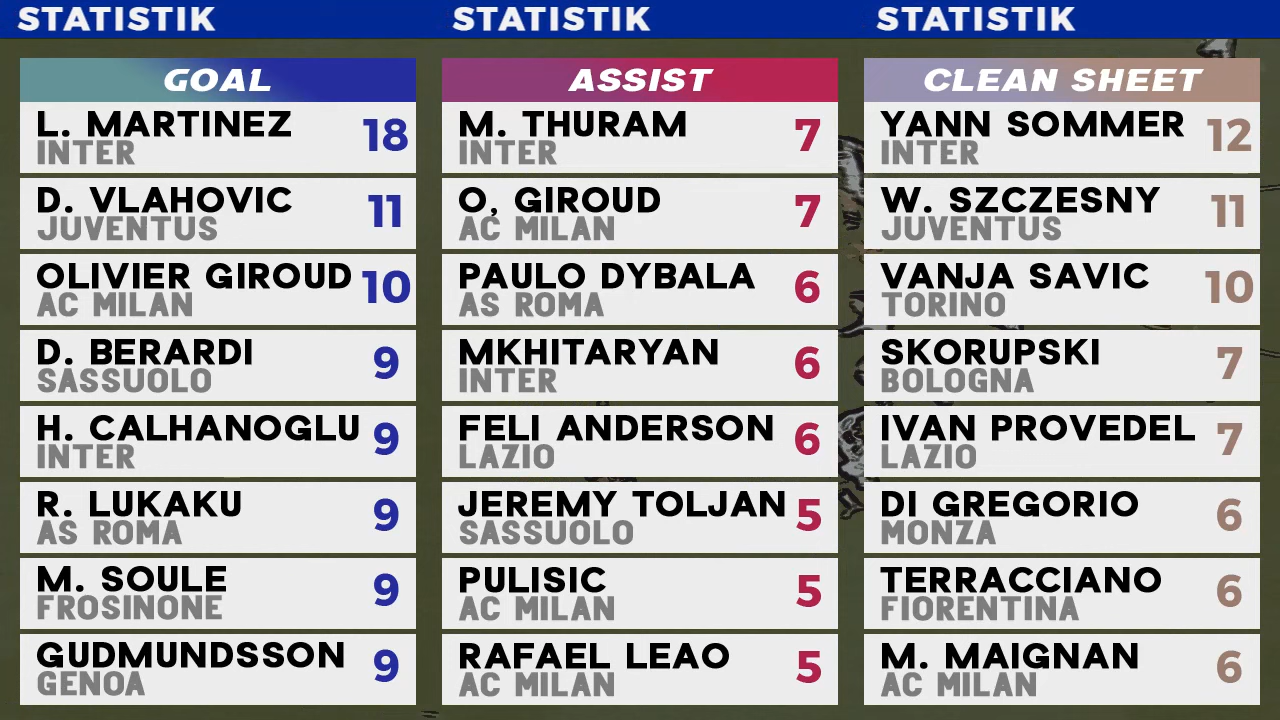 STATISTIK
GOAL
L. MARTINEZ 18
INTER
D. VLAHOVIC 11
JUVENTUS
OLIVIER GIROUD 10
AC MILAN
D. BERARDI 9
SASSUOLO
H. CALHANOGLU 9
INTER
R. LUKAKU 9
AS ROMA
M. SOULE 9
FROSINONE
GUDMUNDSSON 9
GENOA
STATISTIK
ASSIST
M. THURAM 7
INTER
O, GIROUD 7
AC MILAN
PAULO DYBALA 6
AS ROMA
MKHITARYAN 6
INTER
FELI ANDERSON 6
LAZIO
JEREMY TOLJAN 5
SASSUOLO
PULISIC 5
AC MILAN
RAFAEL LEAO 5
AC MILAN
STATISTIK
CLEAN SHEET
YANN SOMMER 12
INTER
W. SZCZESNY 11
JUVENTUS
VANJA SAVIC 10
TORINO
SKORUPSKI 7
BOLOGNA
IVAN PROVEDEL 7
LAZIO
DI GREGORIO 6
MONZA
TERRACCIANO 6
FIORENTINA
M. MAIGNAN 6
AC MILAN